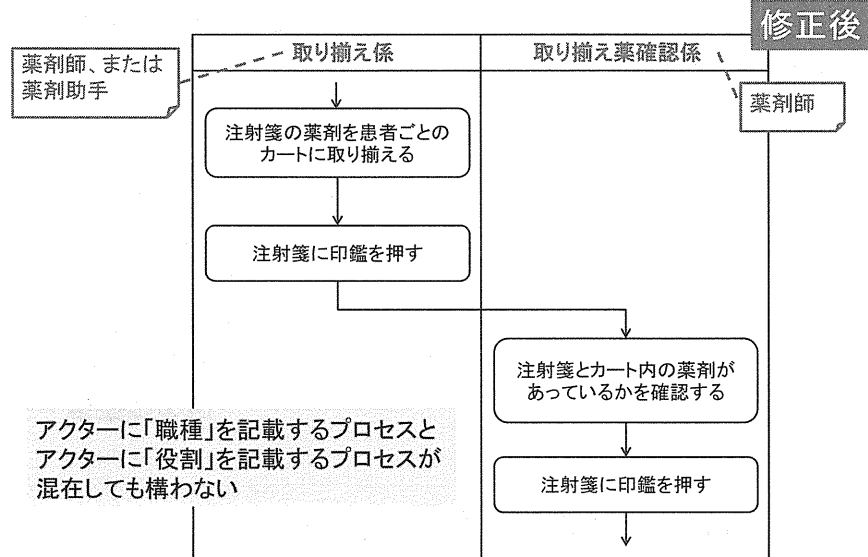 修正後
取り揃え係
取り揃え薬確認係
薬剤師、または
薬剤助手
薬剤師
注射箋の薬剤を患者ごとの
カートに取り揃える
注射箋に印鑑を押す
注射箋とカート内の薬剤が
あっているかを確認する
注射箋に印鑑を押す
アクターに「職種」を記載するプロセスと
アクターに「役割」を記載するプロセスが
混在しても構わない